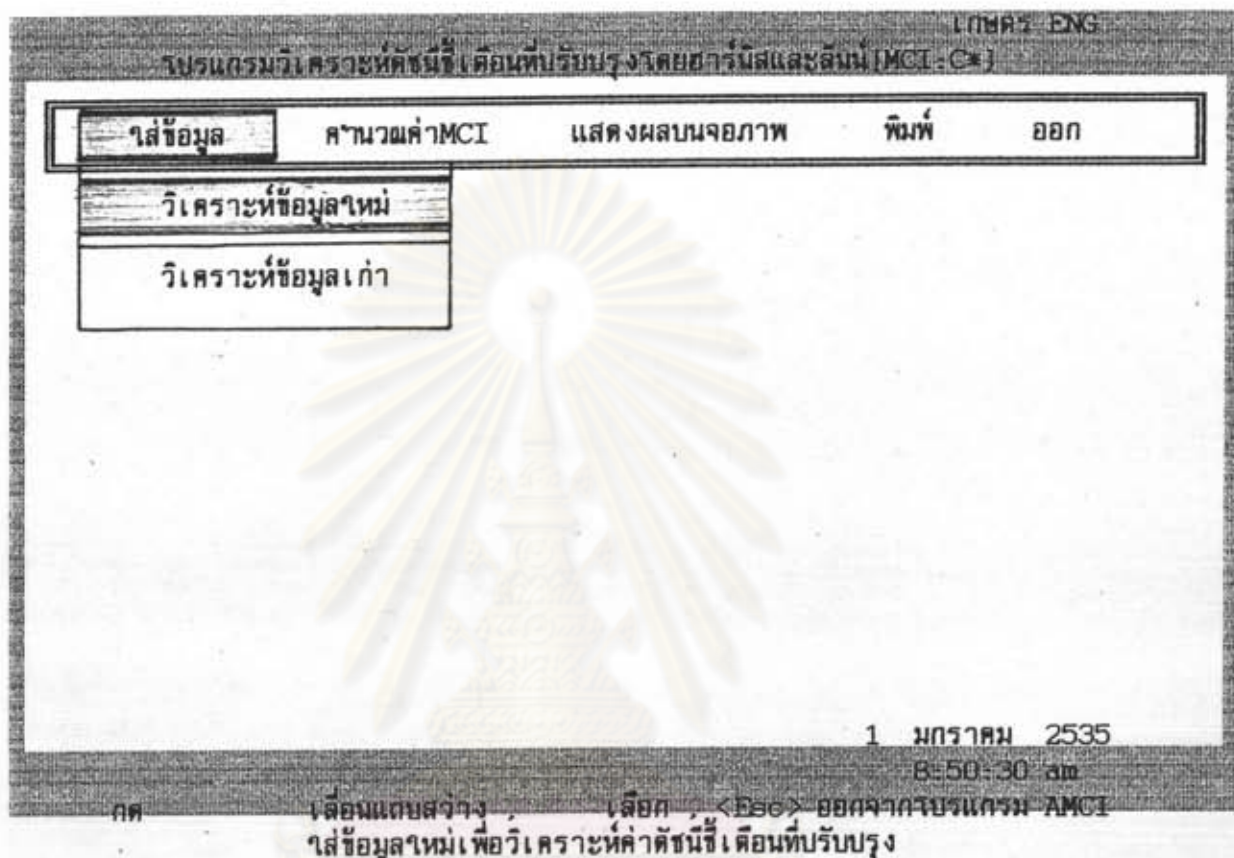 เกษตร ENG
โปรแกรมวิเคราะห์ดัชนีชี้เตือนที่ปรับปรุงโดยฮาร์นิสและลินน์[MCI:C*]
ใส่ข้อมูล คำนวณค่าMCI แสดงผลบนจอภาพ พิมพ์ ออก
วิเคราะห์ข้อมูลใหม่
วิเคราะห์ข้อมูลเก่า
1 มกราคม 2535
8:50:30 am
กด เลื่อนแถบสว่าง , เลือก , <Esc> ออกจากโปรแกรม AMCI
ใส่ข้อมูลใหม่เพื่อวิเคราะห์ค่าดัชนีชี้เตือนที่ปรับปรุง